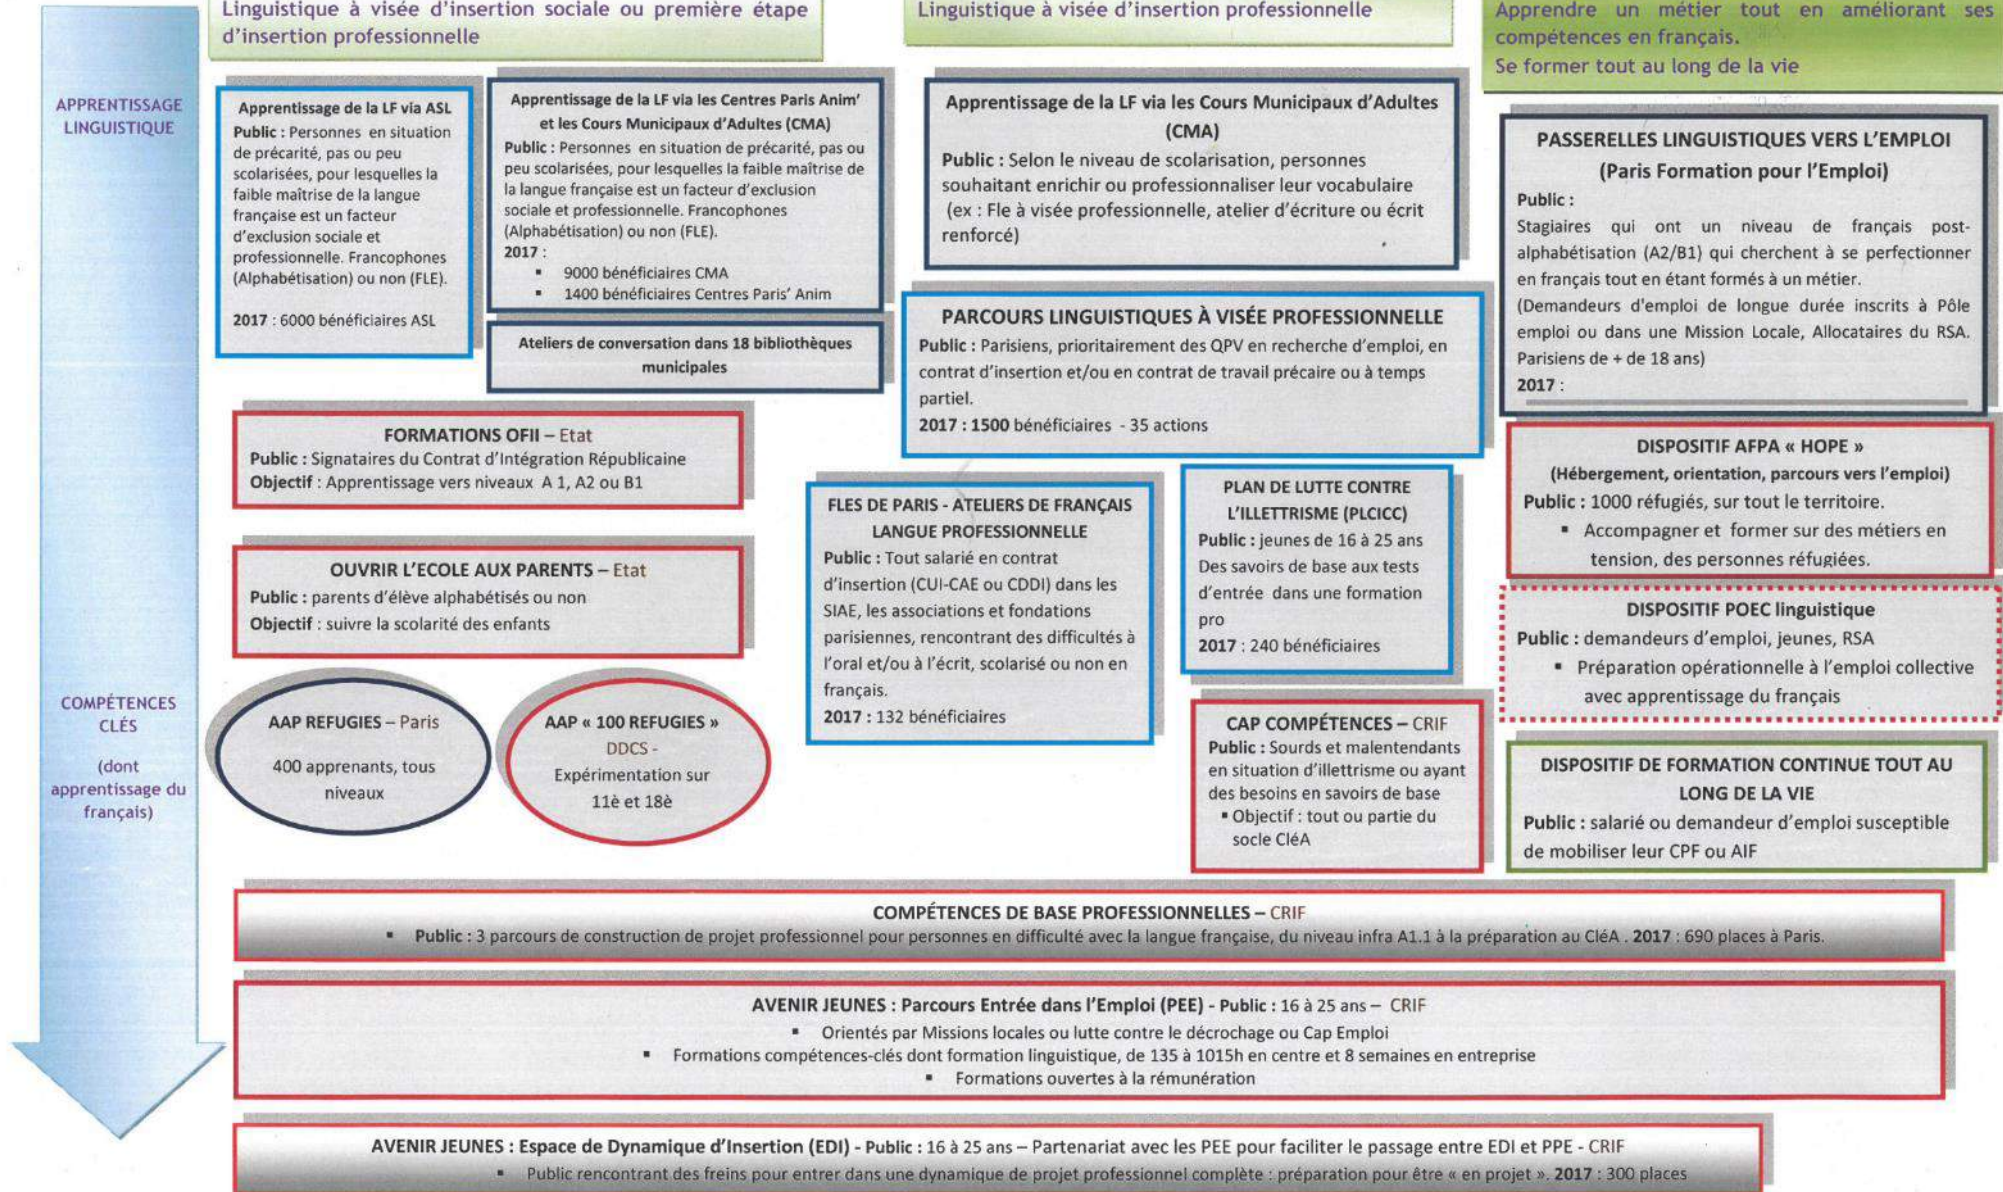 Linguistique à visée d'insertion sociale ou première étape
d'insertion professionnelle
Linguistique à visée d'insertion professionnelle
Apprendre un métier tout en améliorant ses
compétences en français.
Se former tout au long de la vie
APPRENTISSAGE
LINGUISTIQUE
Apprentissage de la LF via ASL
Public : Personnes en situation
de précarité, pas ou peu
scolarisées, pour lesquelles la
faible maîtrise de la langue
française est un facteur
d'exclusion sociale et
professionnelle. Francophones
(Alphabétisation) ou non (FLE).
2017 : 6000 bénéficiaires ASL
Apprentissage de la LF via les Centres Paris Anim'
et les Cours Municipaux d'Adultes (CMA)
Public : Personnes en situation de précarité, pas ou
peu scolarisées, pour lesquelles la faible maîtrise de
la langue française est un facteur d'exclusion
sociale et professionnelle. Francophones
(Alphabétisation) ou non (FLE).
2017 :
▪ 9000 bénéficiaires CMA
▪ 1400 bénéficiaires Centres Paris' Anim
Ateliers de conversation dans 18 bibliothèques
municipales
Apprentissage de la LF via les Cours Municipaux d'Adultes
(CMA)
Public : Selon le niveau de scolarisation, personnes
souhaitant enrichir ou professionnaliser leur vocabulaire
(ex : Fle à visée professionnelle, atelier d'écriture ou écrit
renforcé)
PARCOURS LINGUISTIQUES À VISÉE PROFESSIONNELLE
Public : Parisiens, prioritairement des QPV en recherche d'emploi, en
contrat d'insertion et/ou en contrat de travail précaire ou à temps
partiel.
2017 : 1500 bénéficiaires - 35 actions
PASSERELLES LINGUISTIQUES VERS L'EMPLOI
(Paris Formation pour l'Emploi)
Public :
Stagiaires qui ont un niveau de français post-
alphabétisation (A2/B1) qui cherchent à se perfectionner
en français tout en étant formés à un métier.
(Demandeurs d'emploi de longue durée inscrits à Pôle
emploi ou dans une Mission Locale, Allocataires du RSA.
Parisiens de + de 18 ans)
2017 :
FORMATIONS OFII – Etat
Public : Signataires du Contrat d'Intégration Républicaine
Objectif : Apprentissage vers niveaux A 1, A2 ou B1
OUVRIR L'ECOLE AUX PARENTS – Etat
Public : parents d'élève alphabétisés ou non
Objectif : suivre la scolarité des enfants
FLES DE PARIS - ATELIERS DE FRANÇAIS
LANGUE PROFESSIONNELLE
Public : Tout salarié en contrat
d'insertion (CUI-CAE ou CDDI) dans les
SIAE, les associations et fondations
parisiennes, rencontrant des difficultés à
l'oral et/ou à l'écrit, scolarisé ou non en
français.
2017 : 132 bénéficiaires
PLAN DE LUTTE CONTRE
L'ILLETTRISME (PLCICC)
Public : jeunes de 16 à 25 ans
Des savoirs de base aux tests
d'entrée dans une formation
pro
2017 : 240 bénéficiaires
DISPOSITIF AFPA « HOPE »
(Hébergement, orientation, parcours vers l'emploi)
Public : 1000 réfugiés, sur tout le territoire.
▪ Accompagner et former sur des métiers en
tension, des personnes réfugiées.
DISPOSITIF POEC linguistique
Public : demandeurs d'emploi, jeunes, RSA
▪ Préparation opérationnelle à l'emploi collective
avec apprentissage du français
COMPÉTENCES
CLÉS
(dont
apprentissage du
français)
AAP REFUGIES – Paris
400 apprenants, tous
niveaux
AAP « 100 REFUGIES »
DDCS -
Expérimentation sur
11è et 18è
CAP COMPÉTENCES – CRIF
Public : Sourds et malentendants
en situation d'illettrisme ou ayant
des besoins en savoirs de base
▪ Objectif : tout ou partie du
socle CléA
DISPOSITIF DE FORMATION CONTINUE TOUT AU
LONG DE LA VIE
Public : salarié ou demandeur d'emploi susceptible
de mobiliser leur CPF ou AIF
COMPÉTENCES DE BASE PROFESSIONNELLES – CRIF
▪ Public : 3 parcours de construction de projet professionnel pour personnes en difficulté avec la langue française, du niveau infra A1.1 à la préparation au CléA . 2017 : 690 places à Paris.
AVENIR JEUNES : Parcours Entrée dans l'Emploi (PEE) - Public : 16 à 25 ans – CRIF
▪ Orientés par Missions locales ou lutte contre le décrochage ou Cap Emploi
▪ Formations compétences-clés dont formation linguistique, de 135 à 1015h en centre et 8 semaines en entreprise
▪ Formations ouvertes à la rémunération
AVENIR JEUNES : Espace de Dynamique d'Insertion (EDI) - Public : 16 à 25 ans – Partenariat avec les PEE pour faciliter le passage entre EDI et PPE - CRIF
▪ Public rencontrant des freins pour entrer dans une dynamique de projet professionnel complète : préparation pour être « en projet ». 2017 : 300 places